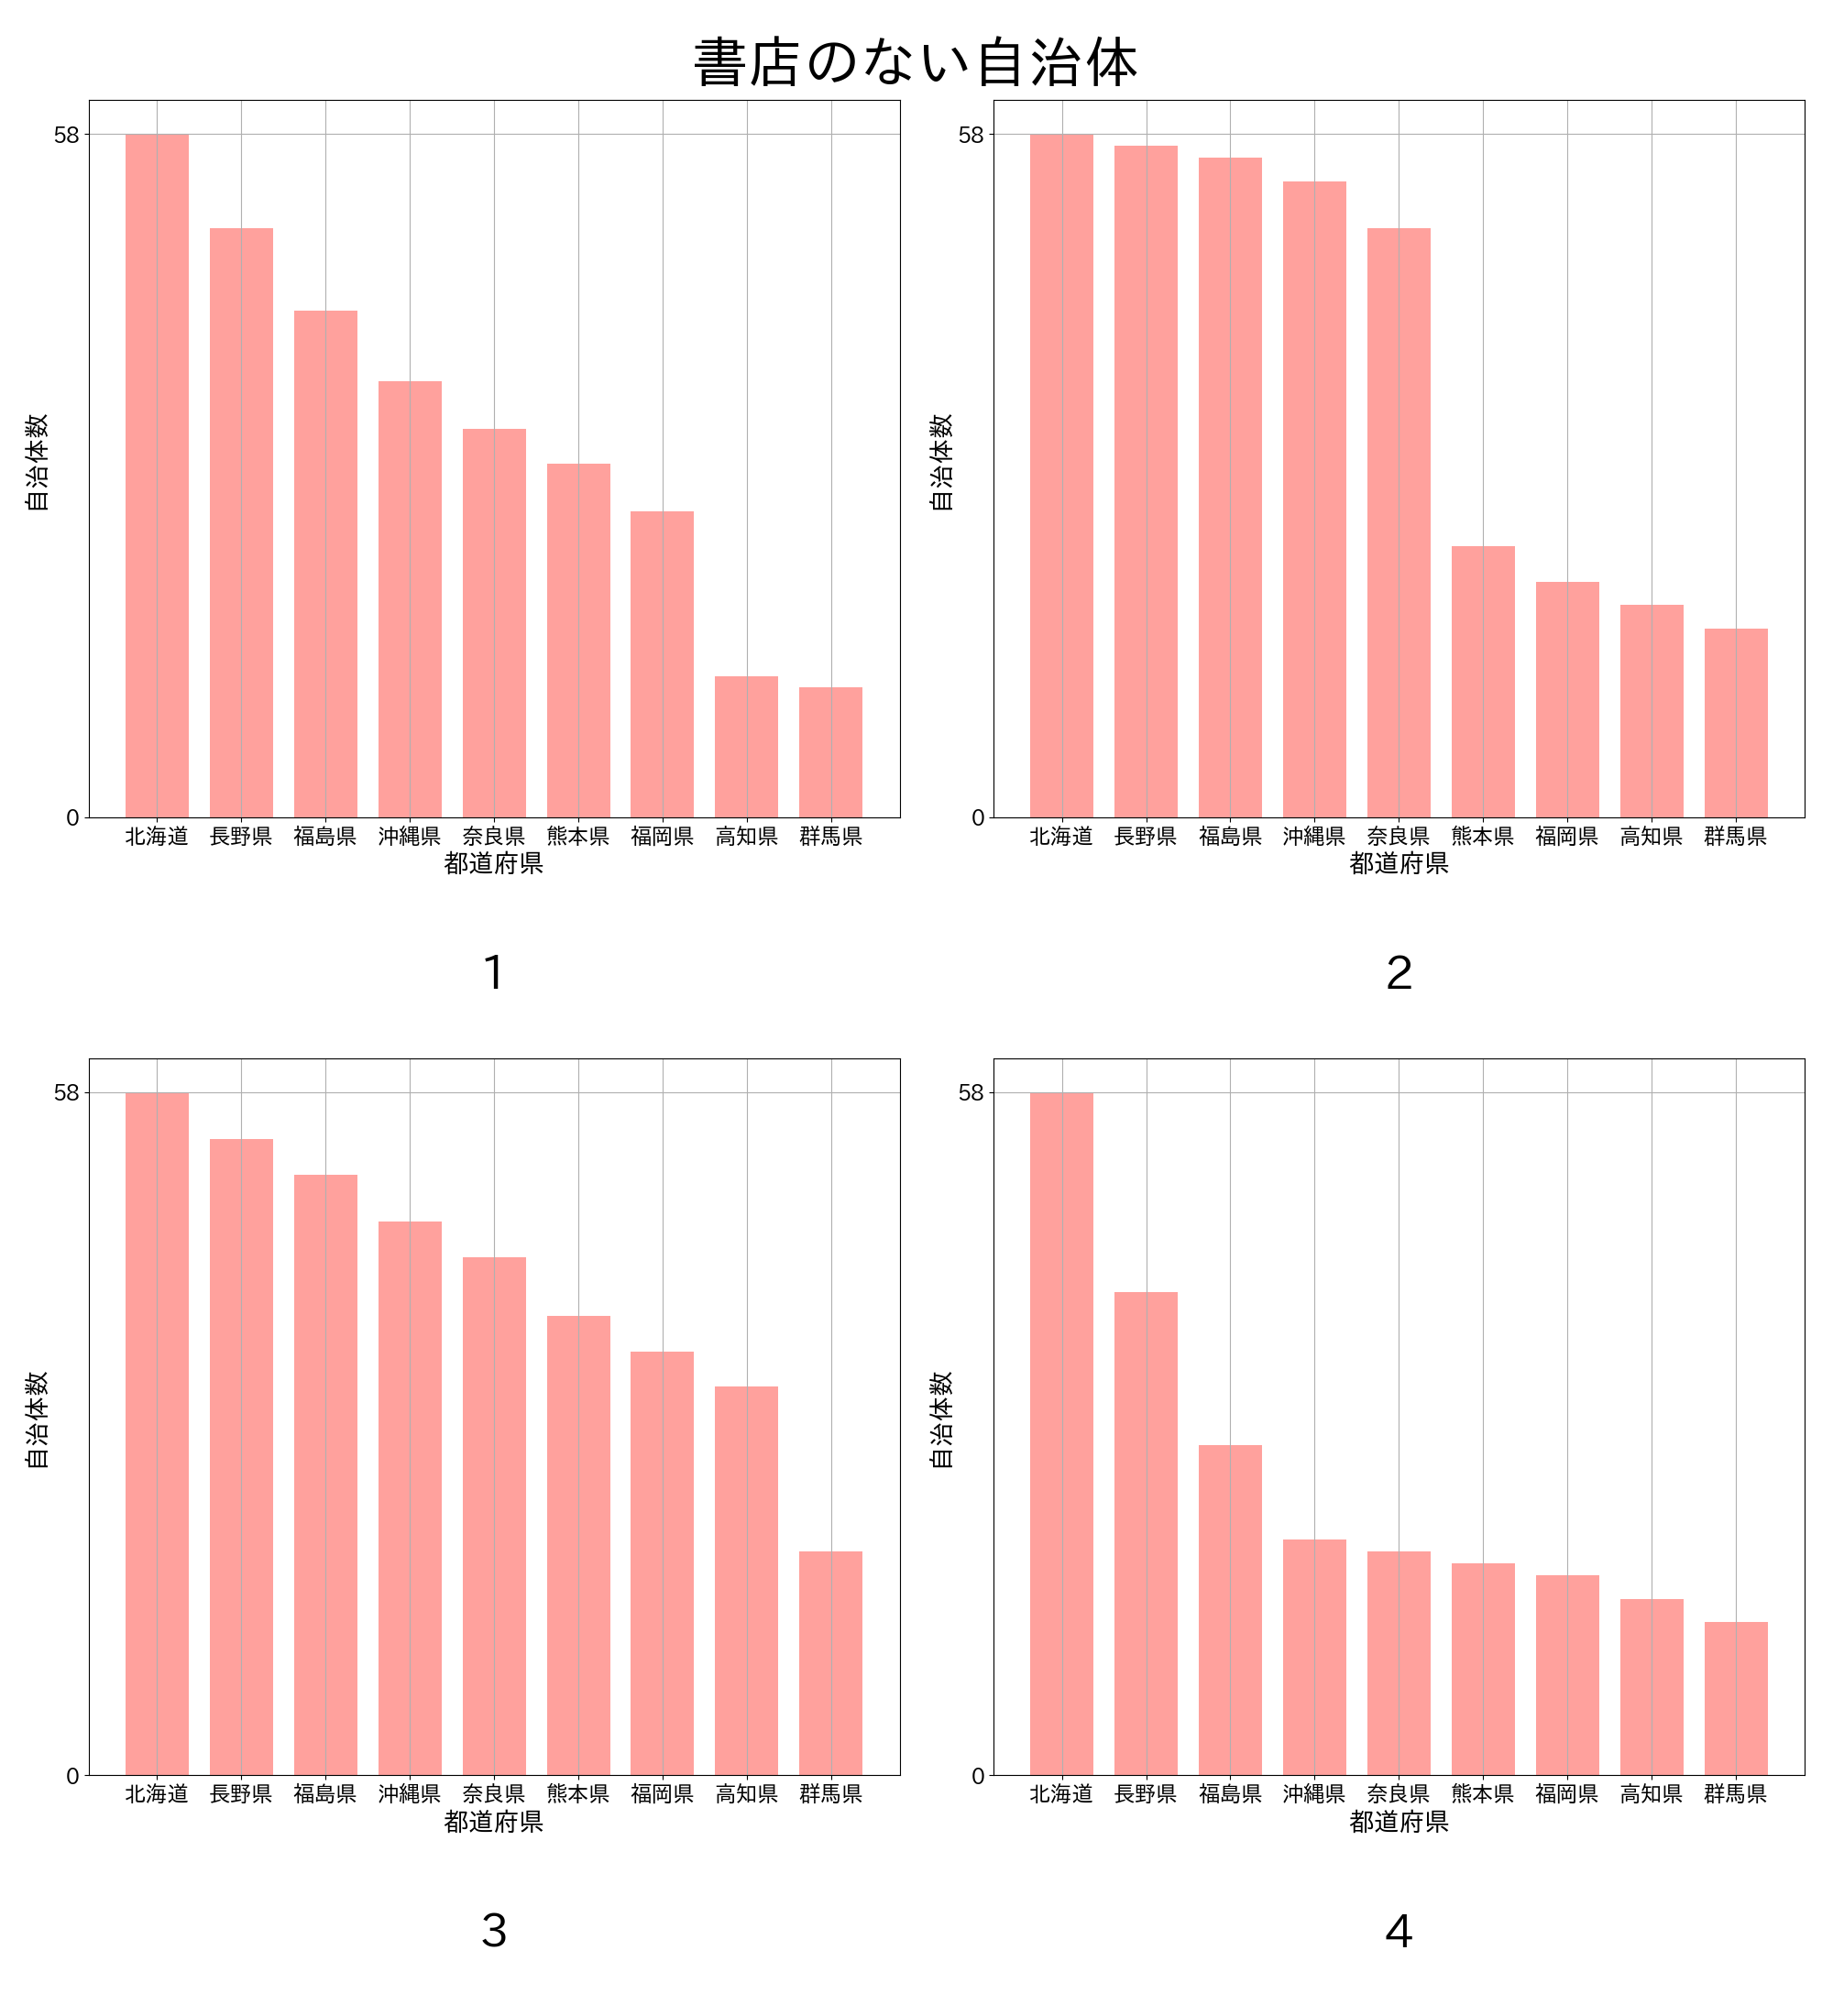 書店のない自治体
58
0
自治体数
北海道 長野県 福島県 沖縄県 奈良県 熊本県 福岡県 高知県 群馬県
都道府県
1
58
0
自治体数
北海道 長野県 福島県 沖縄県 奈良県 熊本県 福岡県 高知県 群馬県
都道府県
2
58
0
自治体数
北海道 長野県 福島県 沖縄県 奈良県 熊本県 福岡県 高知県 群馬県
都道府県
3
58
0
自治体数
北海道 長野県 福島県 沖縄県 奈良県 熊本県 福岡県 高知県 群馬県
都道府県
4